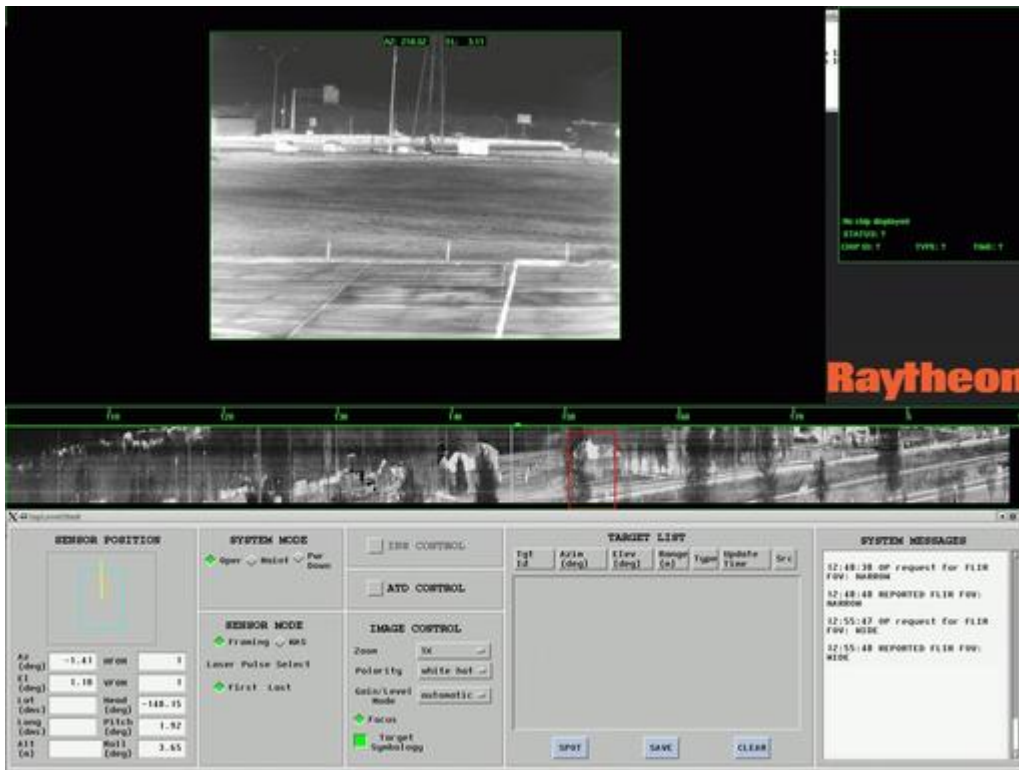 No chip displayed
STATUS: ?
CHIP ID: ? TYPE: ? TIME: ?
Raytheon
SENSOR POSITION
Az (deg) -1.41 HFOM 1
El (deg) 1.18 VFOM 1
Lat (dms) Head (deg) -148.15
Long (dms) Pitch (deg) 1.92
Alt (m) Roll (deg) 3.65
SYSTEM MODE
Oper Maint Pwr Down
SENSOR MODE
Framing WAS
Laser Pulse Select
First Last
CONTROL
ATD CONTROL
IMAGE CONTROL
Zoom 1X
Polarity white hot
Gain/Level Mode automatic
Focus
Target Symbology
TARGET LIST
Tgt Id Azim (deg) Elev (deg) Range (m) Type Update Time Src
SPOT SAVE CLEAR
SYSTEM MESSAGES
12:48:38 OP request for FLIR
FOV: NARROW
12:48:40 REPORTED FLIR FOV:
NARROW
12:55:47 OP request for FLIR
FOV: WIDE
12:55:48 REPORTED FLIR FOV:
WIDE